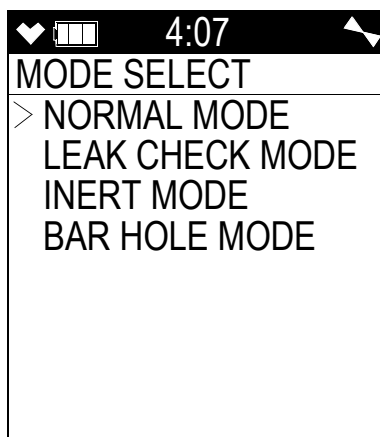 4:07
MODE SELECT
> NORMAL MODE
LEAK CHECK MODE
INERT MODE
BAR HOLE MODE